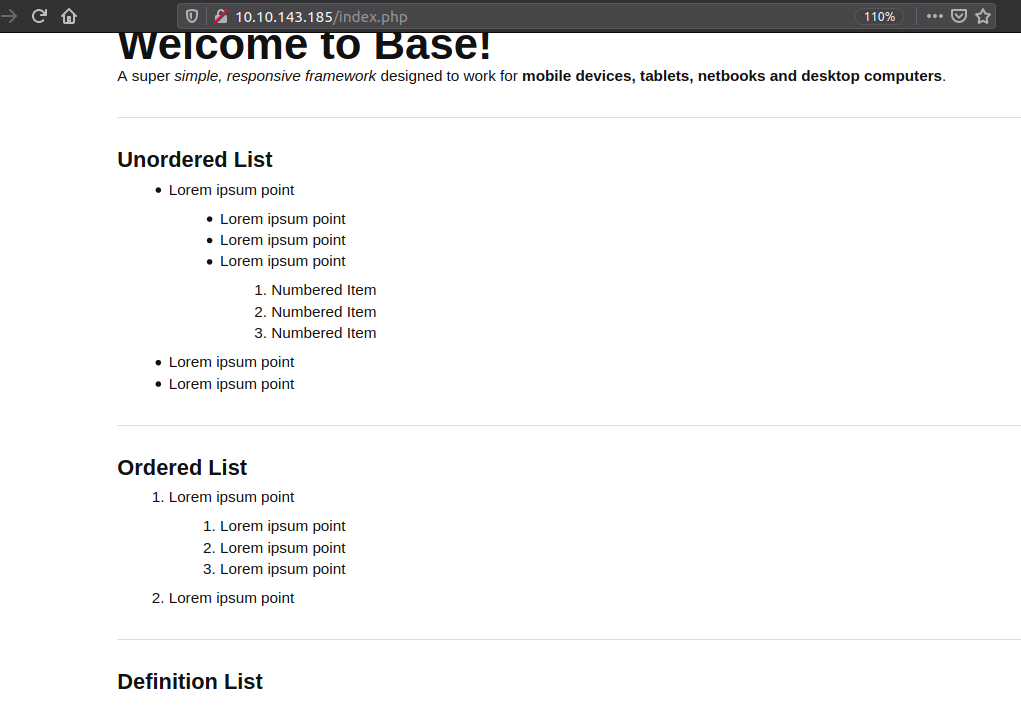 10.10.143.185/index.php
110%
Welcome to Base!
A super simple, responsive framework designed to work for mobile devices, tablets, netbooks and desktop computers.
Unordered List
• Lorem ipsum point
• Lorem ipsum point
• Lorem ipsum point
• Lorem ipsum point
1. Numbered Item
2. Numbered Item
3. Numbered Item
• Lorem ipsum point
• Lorem ipsum point
Ordered List
1. Lorem ipsum point
1. Lorem ipsum point
2. Lorem ipsum point
3. Lorem ipsum point
2. Lorem ipsum point
Definition List